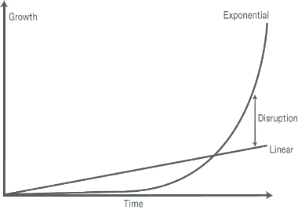 Growth
Exponential
Disruption
Linear
Time